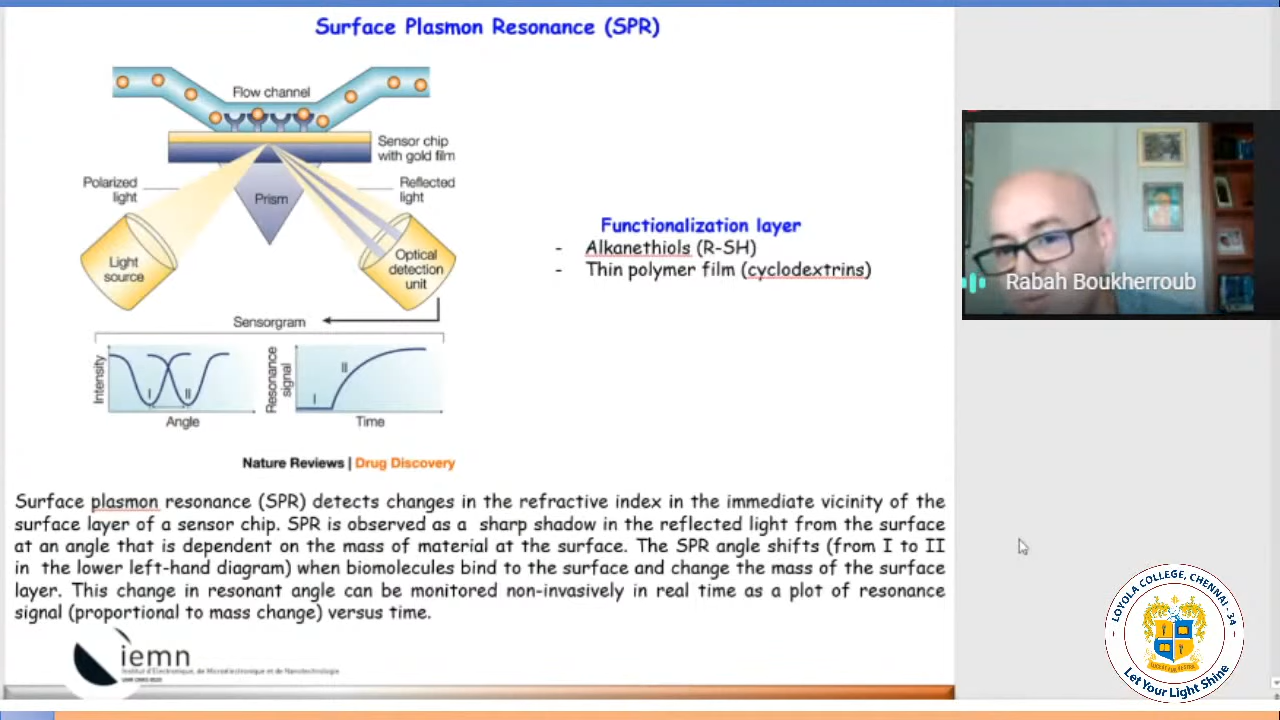 Surface Plasmon Resonance (SPR)
Flow channel
Sensor chip
with gold film
Polarized
light
Reflected
light
Prism
Light
source
Optical
detection
unit
Sensorgram
Intensity
I
II
Angle
Resonance
signal
I
II
Time
Nature Reviews | Drug Discovery
Functionalization layer
- Alkanethiols (R-SH)
- Thin polymer film (cyclodextrins)
Rabah Boukherroub
Surface plasmon resonance (SPR) detects changes in the refractive index in the immediate vicinity of the
surface layer of a sensor chip. SPR is observed as a sharp shadow in the reflected light from the surface
at an angle that is dependent on the mass of material at the surface. The SPR angle shifts (from I to II
in the lower left-hand diagram) when biomolecules bind to the surface and change the mass of the surface
layer. This change in resonant angle can be monitored non-invasively in real time as a plot of resonance
signal (proportional to mass change) versus time.
iemn
Institut d'Electronique, de Microélectronique et de Nanotechnologie
LOYOLA COLLEGE, CHENNAI - 34
Let Your Light Shine